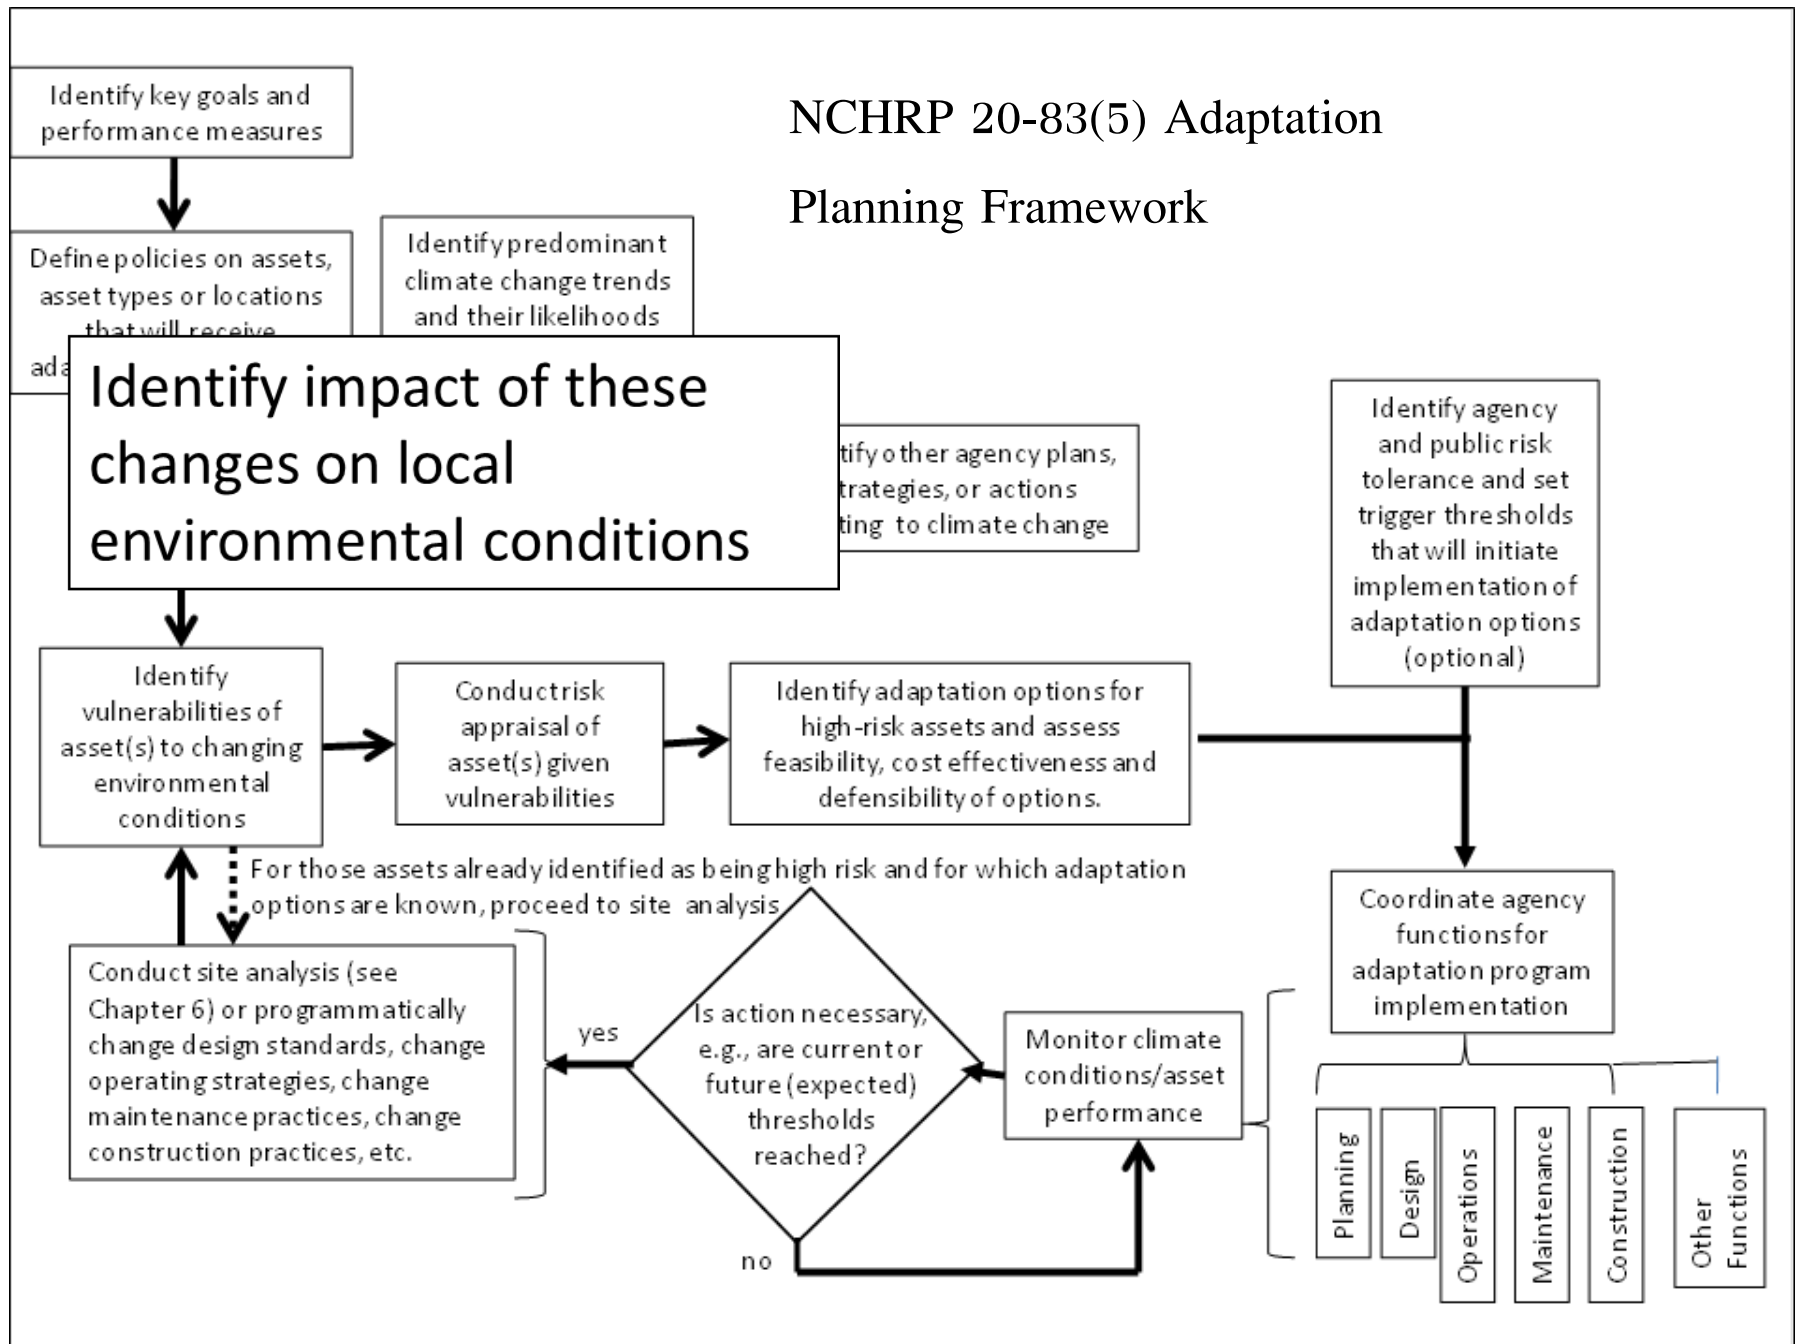 NCHRP 20-83(5) Adaptation
Planning Framework
Identify key goals and
performance measures
Define policies on assets,
asset types or locations
that will receive
Identify predominant
climate change trends
and their likelihoods
Identify impact of these
changes on local
environmental conditions
other agency plans,
or actions
to climate change
Identify agency
and public risk
tolerance and set
trigger thresholds
that will initiate
implementation of
adaptation options
(optional)
Identify
vulnerabilities of
asset(s) to changing
environmental
conditions
Conduct risk
appraisal of
asset(s) given
vulnerabilities
Identify adaptation options for
high-risk assets and assess
feasibility, cost effectiveness and
defensibility of options.
For those assets already identified as being high risk and for which adaptation
options are known, proceed to site analysis
Coordinate agency
functions for
adaptation program
implementation
Conduct site analysis (see
Chapter 6) or programmatically
change design standards, change
operating strategies, change
maintenance practices, change
construction practices, etc.
yes
Is action necessary,
e.g., are current or
future (expected)
thresholds
reached?
no
Monitor climate
conditions/asset
performance
Planning
Design
Operations
Maintenance
Construction
Other
Functions